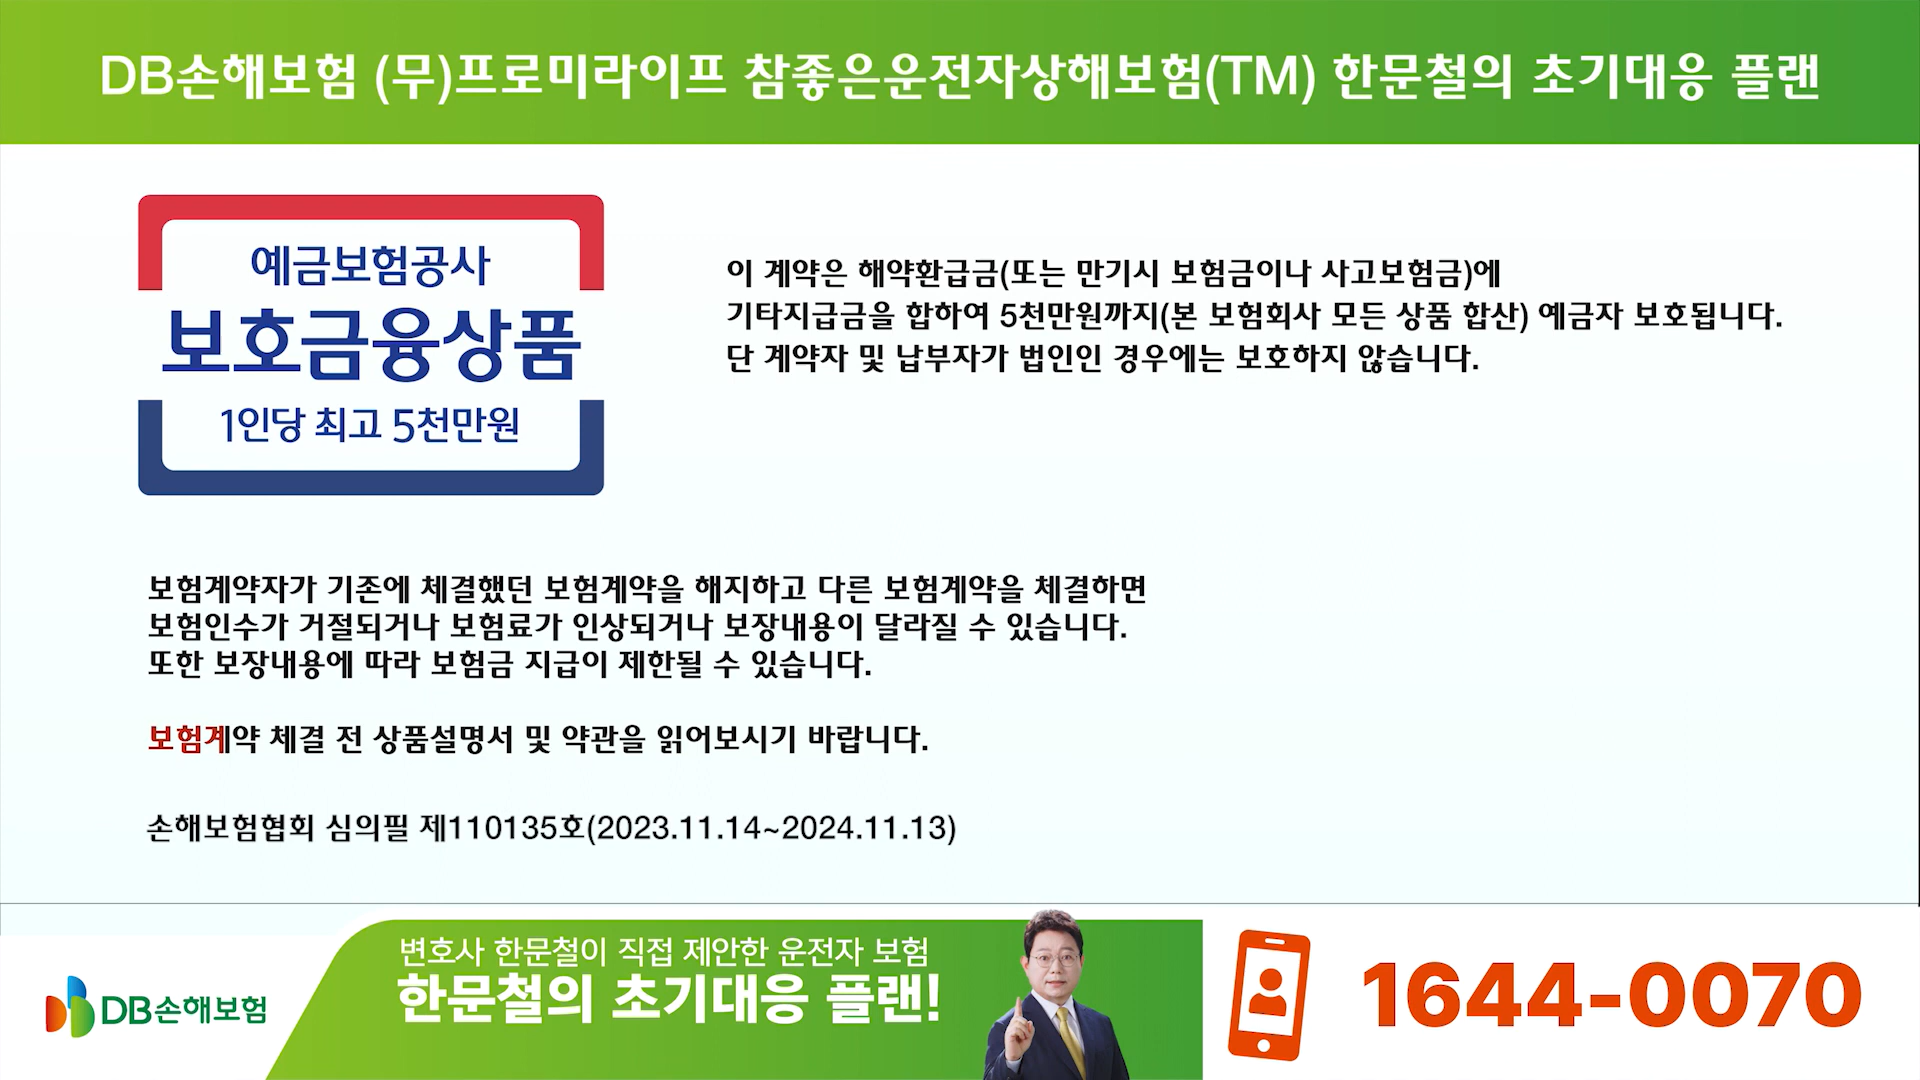 DB손해보험 (무)프로미라이프 참좋은운전자상해보험(TM) 한문철의 초기대응 플랜
예금보험공사
보호금융상품
1인당 최고 5천만원
이 계약은 해약환급금(또는 만기시 보험금이나 사고보험금)에
기타지급금을 합하여 5천만원까지(본 보험회사 모든 상품 합산) 예금자 보호됩니다.
단 계약자 및 납부자가 법인인 경우에는 보호하지 않습니다.
보험계약자가 기존에 체결했던 보험계약을 해지하고 다른 보험계약을 체결하면
보험인수가 거절되거나 보험료가 인상되거나 보장내용이 달라질 수 있습니다.
또한 보장내용에 따라 보험금 지급이 제한될 수 있습니다.
보험계약 체결 전 상품설명서 및 약관을 읽어보시기 바랍니다.
손해보험협회 심의필 제110135호(2023.11.14~2024.11.13)
DB손해보험
변호사 한문철이 직접 제안한 운전자 보험
한문철의 초기대응 플랜!
1644-0070